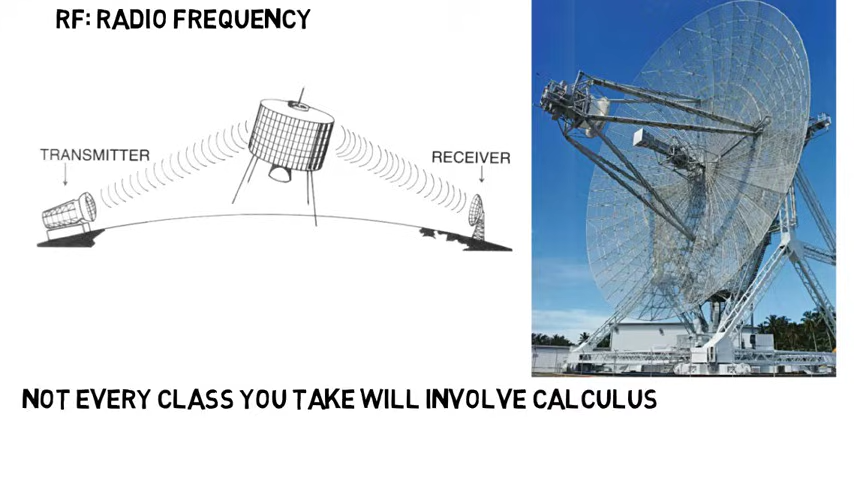 RF: RADIO FREQUENCY
TRANSMITTER
RECEIVER
NOT EVERY CLASS YOU TAKE WILL INVOLVE CALCULUS